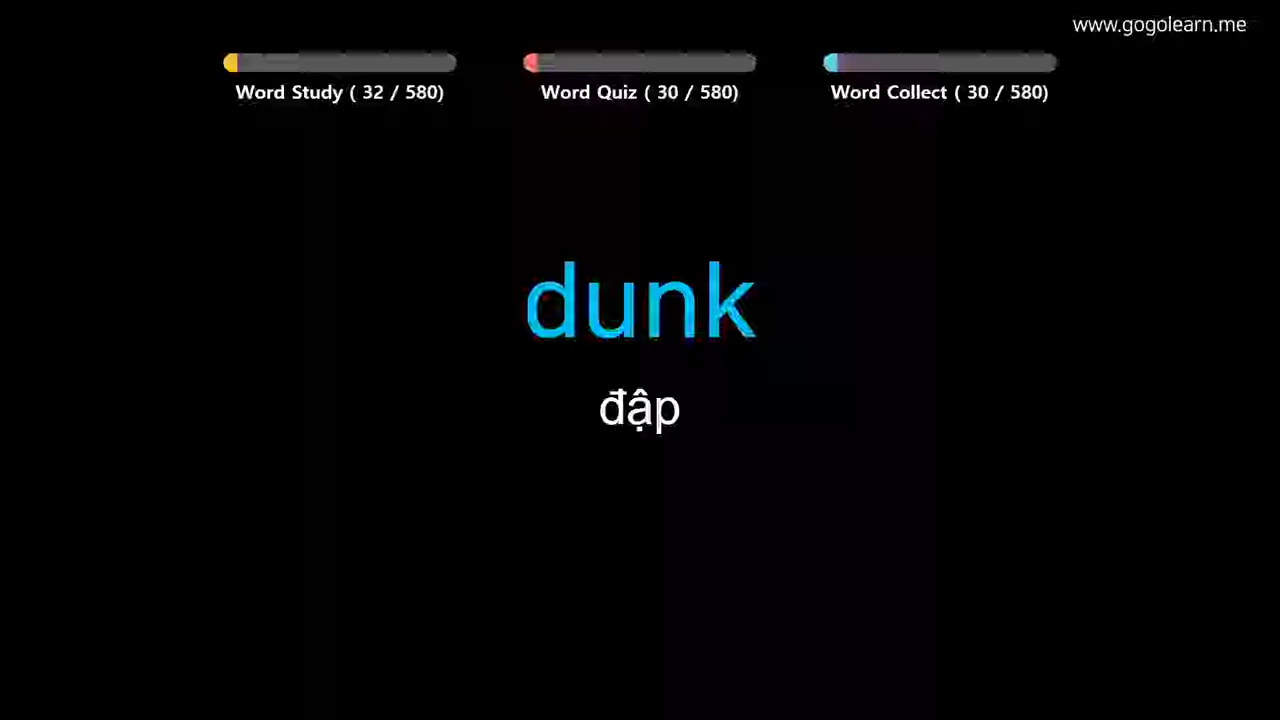 www.gogolearn.me
Word Study ( 32 / 580)
Word Quiz ( 30 / 580)
Word Collect ( 30 / 580)
dunk
đập